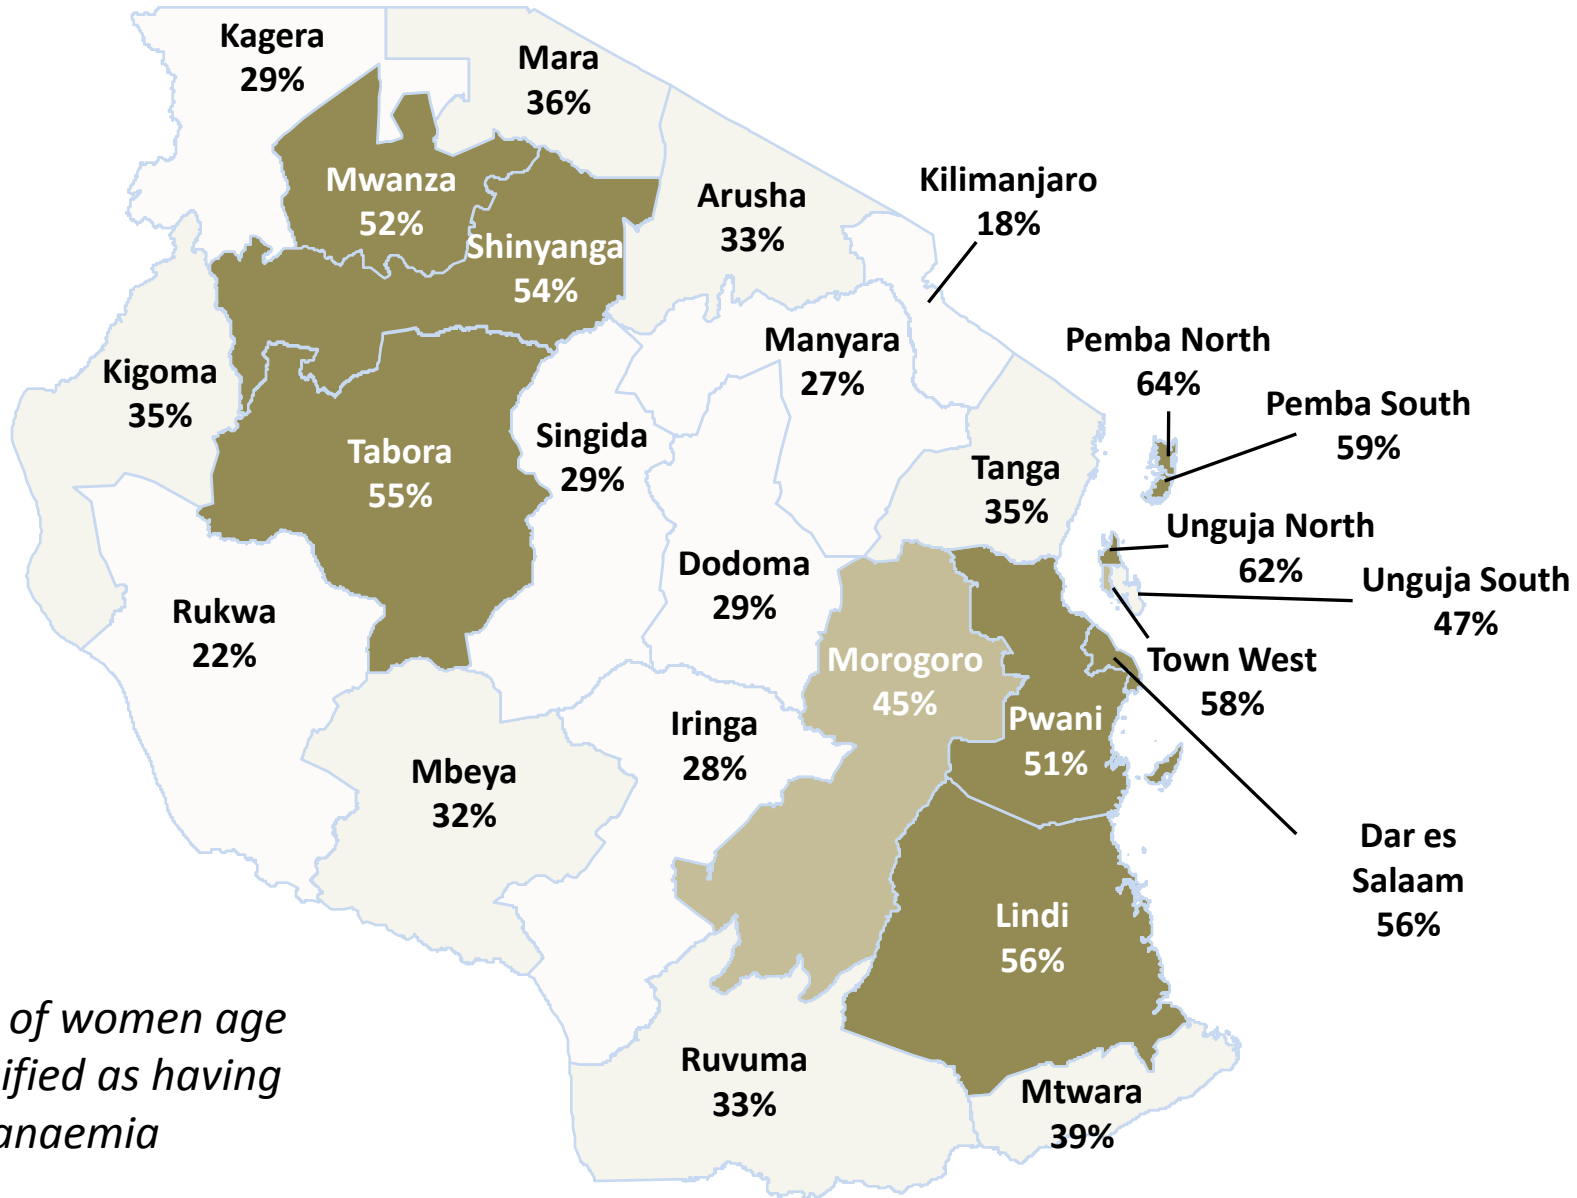 Kagera
29%
Mara
36%
Mwanza
52%
Shinyanga
54%
Arusha
33%
Kilimanjaro
18%
Kigoma
35%
Tabora
55%
Singida
29%
Manyara
27%
Pemba North
64%
Pemba South
59%
Tanga
35%
Unguja North
62%
Unguja South
47%
Town West
58%
Rukwa
22%
Dodoma
29%
Morogoro
45%
Pwani
51%
Iringa
28%
Mbeya
32%
Dar es
Salaam
56%
Lindi
56%
Ruvuma
33%
Mtwara
39%
of women age
ified as having
anaemia